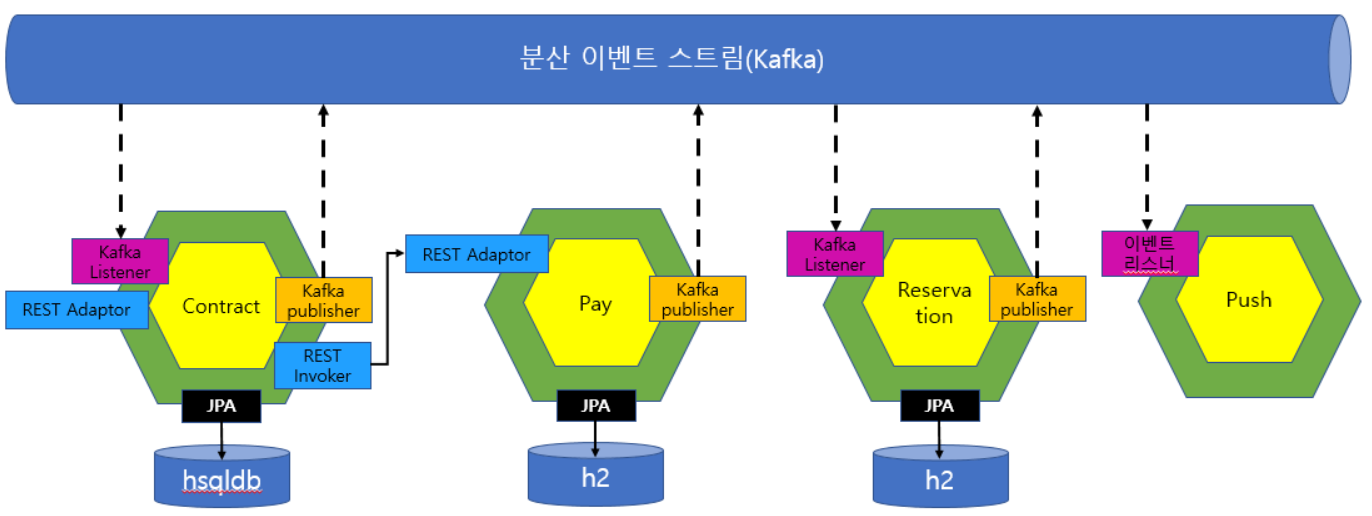 분산 이벤트 스트림(Kafka)
Kafka
Listener
REST Adaptor
Contract
Kafka
publisher
REST
Invoker
JPA
hsqldb
REST Adaptor
Pay
Kafka
publisher
JPA
h2
Kafka
Listener
Reserva
tion
Kafka
publisher
JPA
h2
이벤트
리스너
Push